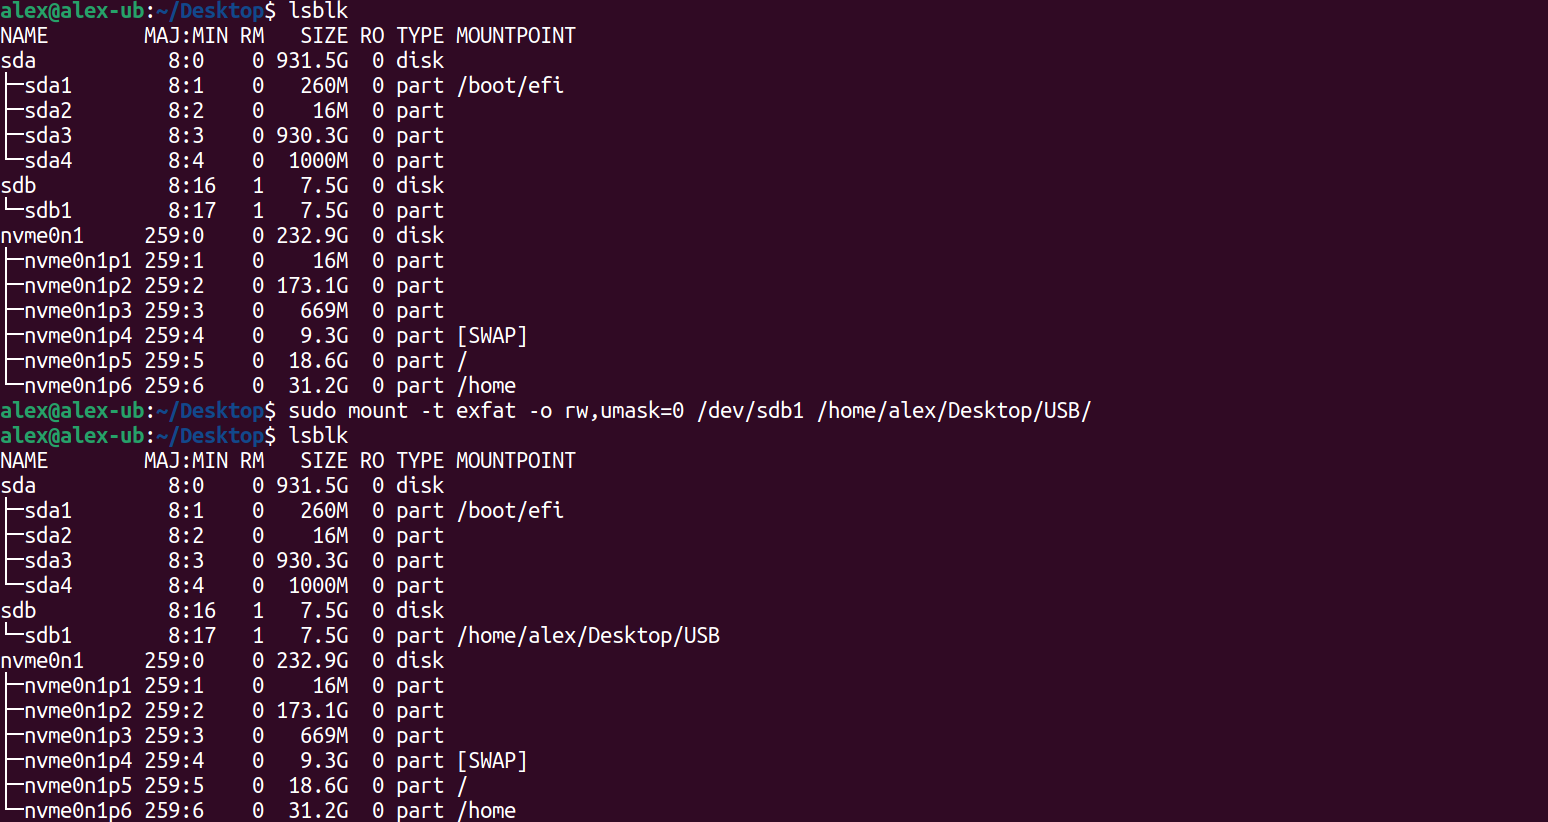 alex@alex-ub:~/Desktop$ lsblk
NAME        MAJ:MIN RM   SIZE RO TYPE MOUNTPOINT
sda           8:0    0 931.5G  0 disk
├─sda1        8:1    0   260M  0 part /boot/efi
├─sda2        8:2    0    16M  0 part
├─sda3        8:3    0 930.3G  0 part
└─sda4        8:4    0  1000M  0 part
sdb           8:16   1   7.5G  0 disk
└─sdb1        8:17   1   7.5G  0 part
nvme0n1     259:0    0 232.9G  0 disk
├─nvme0n1p1 259:1    0    16M  0 part
├─nvme0n1p2 259:2    0 173.1G  0 part
├─nvme0n1p3 259:3    0   669M  0 part
├─nvme0n1p4 259:4    0   9.3G  0 part [SWAP]
├─nvme0n1p5 259:5    0  18.6G  0 part /
└─nvme0n1p6 259:6    0  31.2G  0 part /home
alex@alex-ub:~/Desktop$ sudo mount -t exfat -o rw,umask=0 /dev/sdb1 /home/alex/Desktop/USB/
alex@alex-ub:~/Desktop$ lsblk
NAME        MAJ:MIN RM   SIZE RO TYPE MOUNTPOINT
sda           8:0    0 931.5G  0 disk
├─sda1        8:1    0   260M  0 part /boot/efi
├─sda2        8:2    0    16M  0 part
├─sda3        8:3    0 930.3G  0 part
└─sda4        8:4    0  1000M  0 part
sdb           8:16   1   7.5G  0 disk
└─sdb1        8:17   1   7.5G  0 part /home/alex/Desktop/USB
nvme0n1     259:0    0 232.9G  0 disk
├─nvme0n1p1 259:1    0    16M  0 part
├─nvme0n1p2 259:2    0 173.1G  0 part
├─nvme0n1p3 259:3    0   669M  0 part
├─nvme0n1p4 259:4    0   9.3G  0 part [SWAP]
├─nvme0n1p5 259:5    0  18.6G  0 part /
└─nvme0n1p6 259:6    0  31.2G  0 part /home